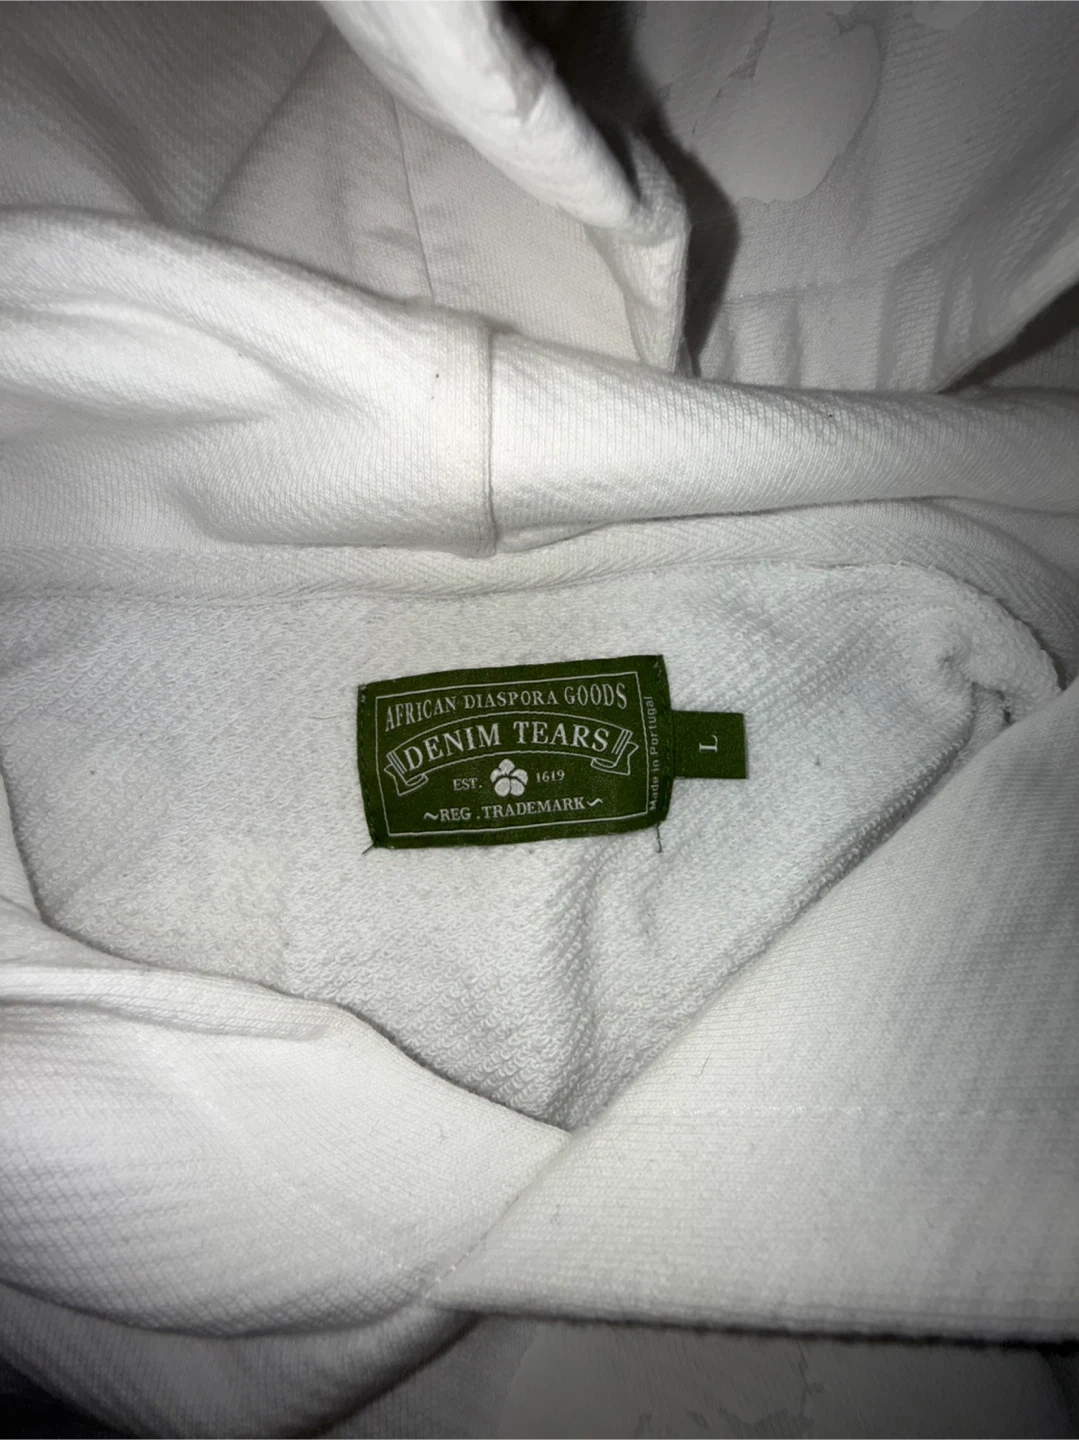 AFRICAN DIASPORA GOODS
DENIM TEARS
EST. 1619
~REG . TRADEMARK~
Made in Portugal
L